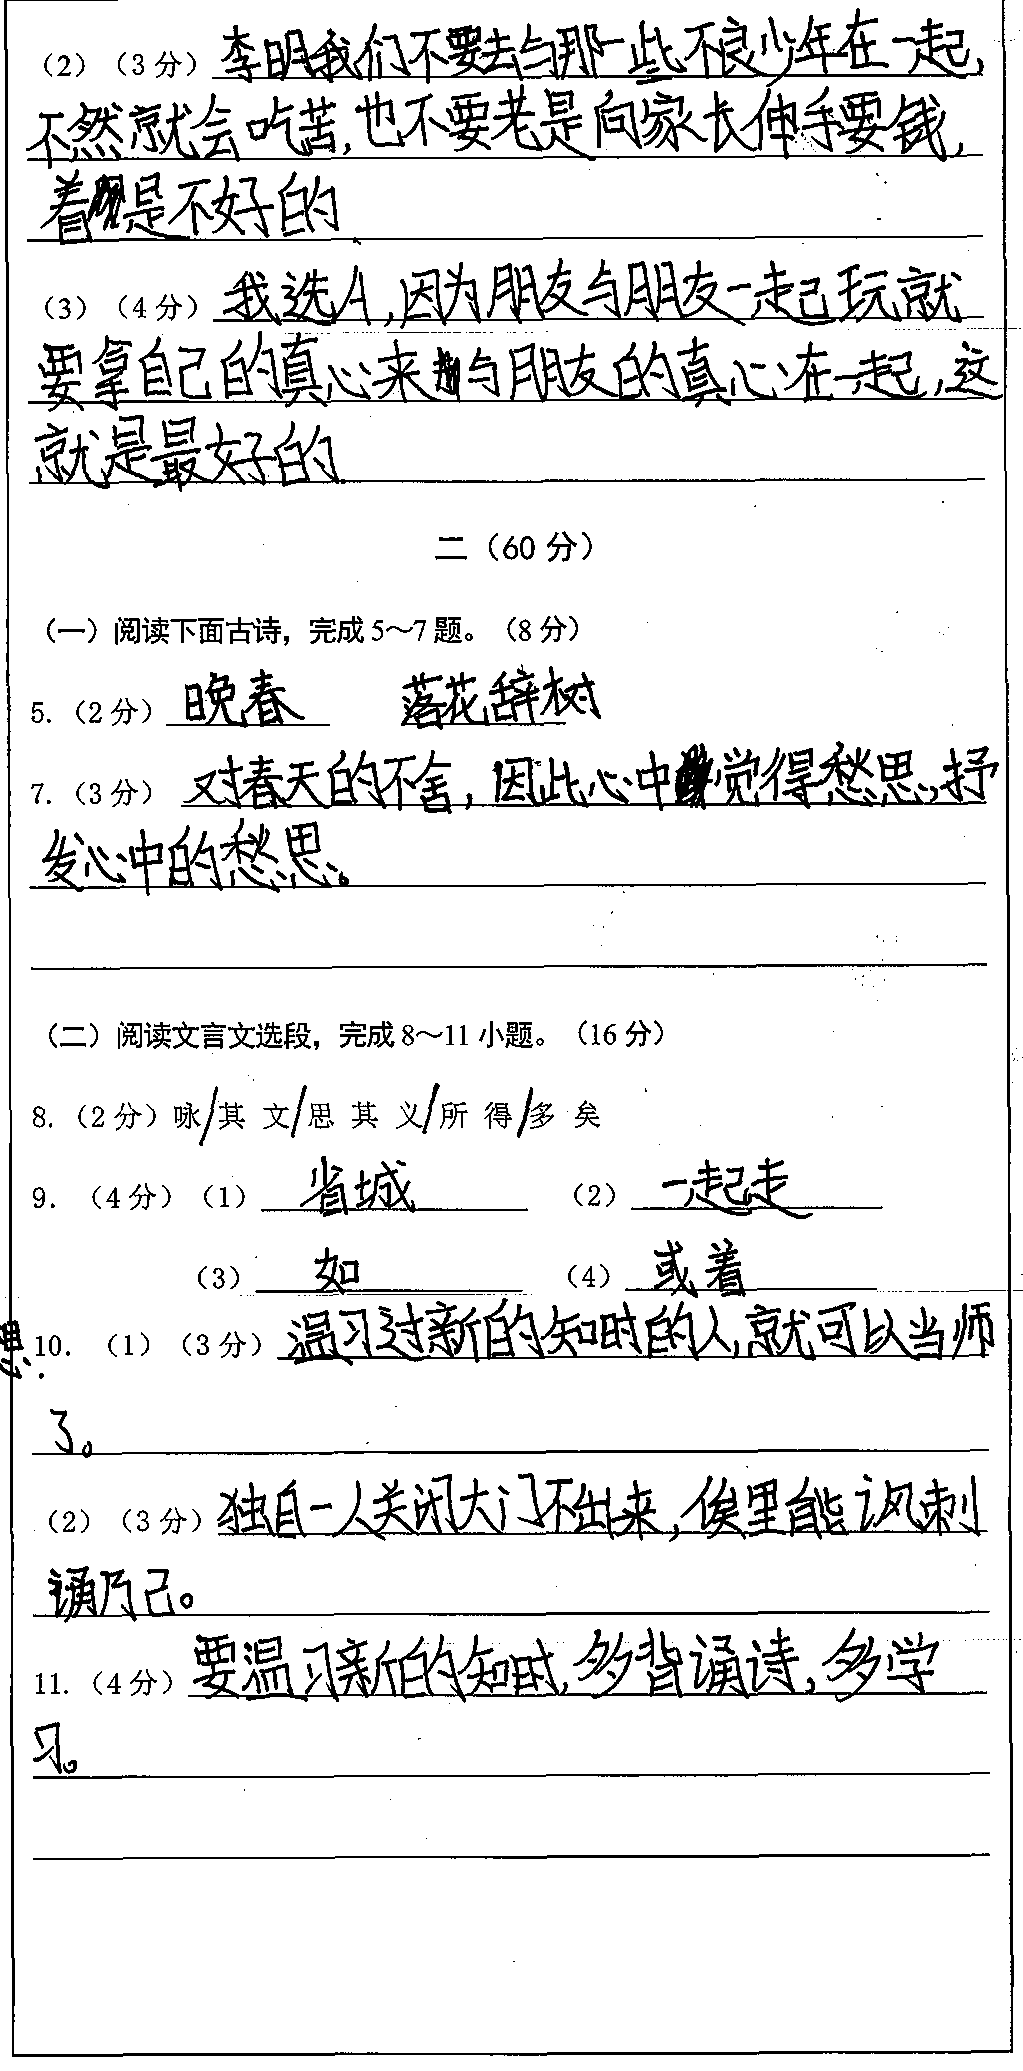 (2)(3分)李明我们不要去与那一些不良少年在一起,
不然就会吃苦,也不要老是向家长伸手要钱,
着是不好的
(3)(4分)我选A,因为朋友与朋友一起玩就
要拿自己的真心来与朋友的真心在一起,这
就是最好的.
二(60 分)
(一)阅读下面古诗,完成5~7题。(8分)
5.(2分)晚春 落花辞树
7.(3分)对春天的不舍,因此心中觉得愁思,抒
发心中的愁思。
(二)阅读文言文选段,完成8~11小题。(16分)
8.(2分)咏/其 文/思 其 义/所 得/多 矣
9.(4分)(1)省城 (2)一起走
(3)如 (4)或着
思.
10.(1)(3分)温习过新的知时的人,就可以当师
了。
(2)(3分)独自一人关闭大门不出来,俟里能讽刺
诵乃己。
11.(4分)要温习新的知时,多背诵诗,多学
习。